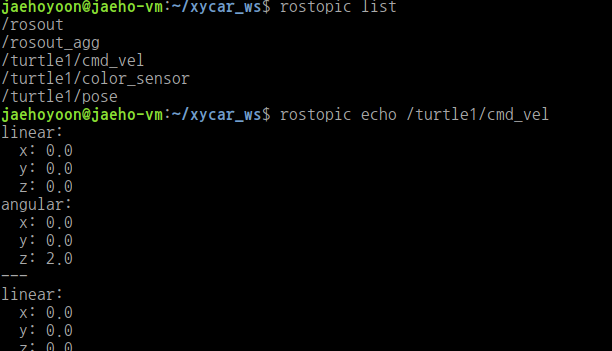 jaehoyoon@jaeho-vm:~/xycar_ws$ rostopic list
/rosout
/rosout_agg
/turtle1/cmd_vel
/turtle1/color_sensor
/turtle1/pose
jaehoyoon@jaeho-vm:~/xycar_ws$ rostopic echo /turtle1/cmd_vel
linear:
  x: 0.0
  y: 0.0
  z: 0.0
angular:
  x: 0.0
  y: 0.0
  z: 2.0
---
linear:
  x: 0.0
  y: 0.0
  z: 0.0